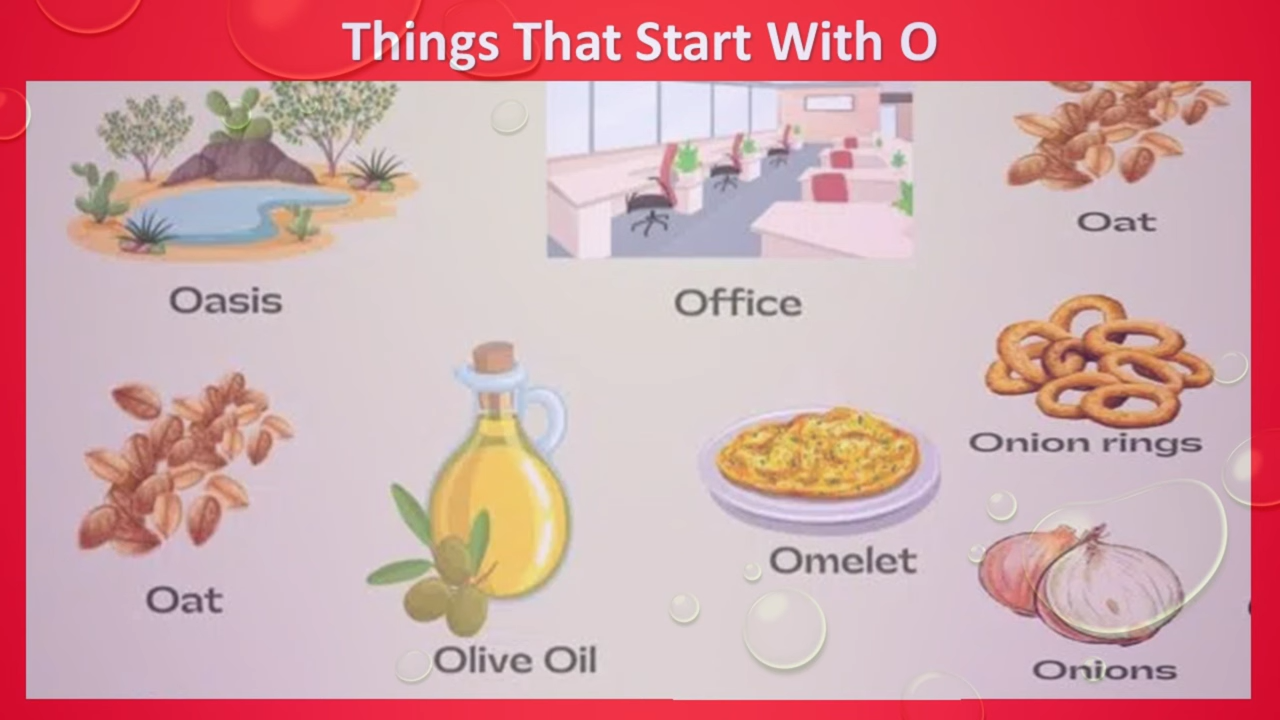 Things That Start With O
Oasis
Office
Oat
Onion rings
Oat
Olive Oil
Omelet
Onions